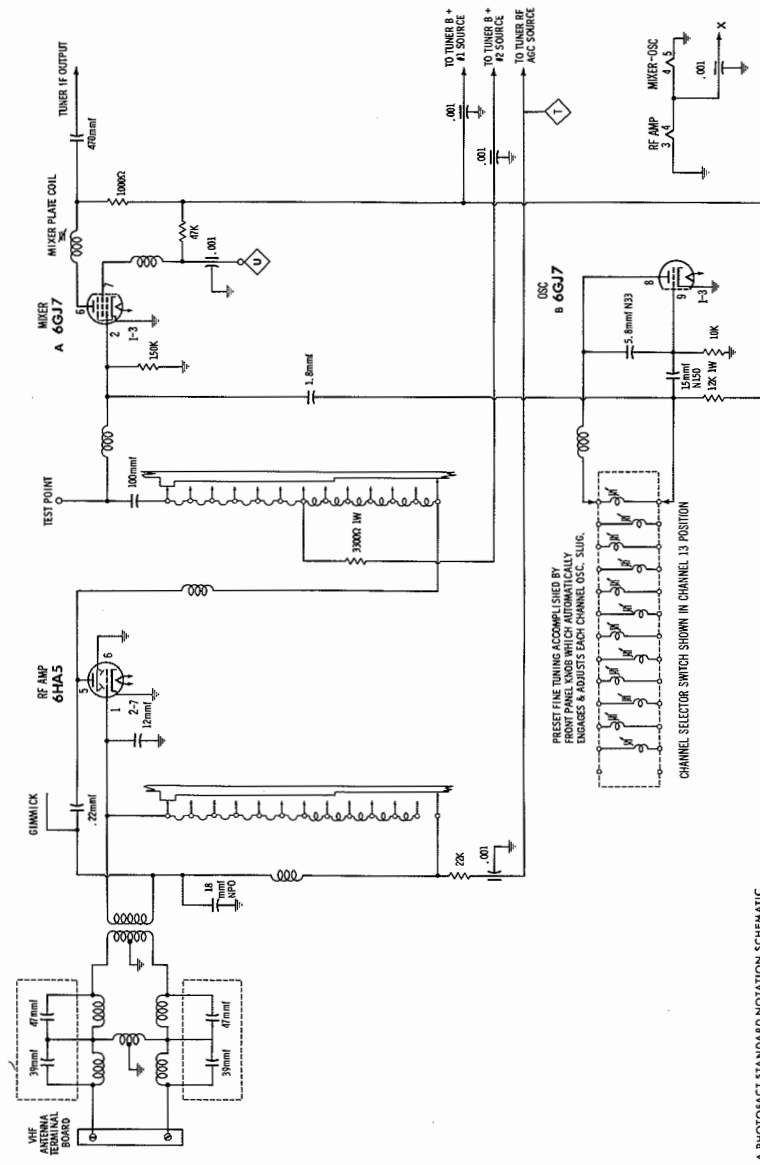 TUNER IF OUTPUT
470mmf
MIXER PLATE COIL
1000Ω
47K
.001
U
MIXER
A 6GJ7
6
7
2
1-3
150K
1.8mmf
TEST POINT
100mmf
3300Ω 1W
TO TUNER B +
#1 SOURCE
TO TUNER B +
#2 SOURCE
TO TUNER RF
AGC SOURCE
.001
.001
T
MIXER-OSC
4 5
RF AMP
3 4
.001
X
OSC
B 6GJ7
8
9
1-3
5.8mmf N33
10K
15mmf
N150
12K 1W
RF AMP
6HA5
5
6
1
2-7
12mmf
GIMMICK
.22mmf
18
mmf
NPO
22K
.001
PRESET FINE TUNING ACCOMPLISHED BY
FRONT PANEL KNOB WHICH AUTOMATICALLY
ENGAGES & ADJUSTS EACH CHANNEL OSC. SLUG.
CHANNEL SELECTOR SWITCH SHOWN IN CHANNEL 13 POSITION
47mmf
39mmf
47mmf
39mmf
VHF
ANTENNA
TERMINAL
BOARD
A PHOTOFACT STANDARD NOTATION SCHEMATIC